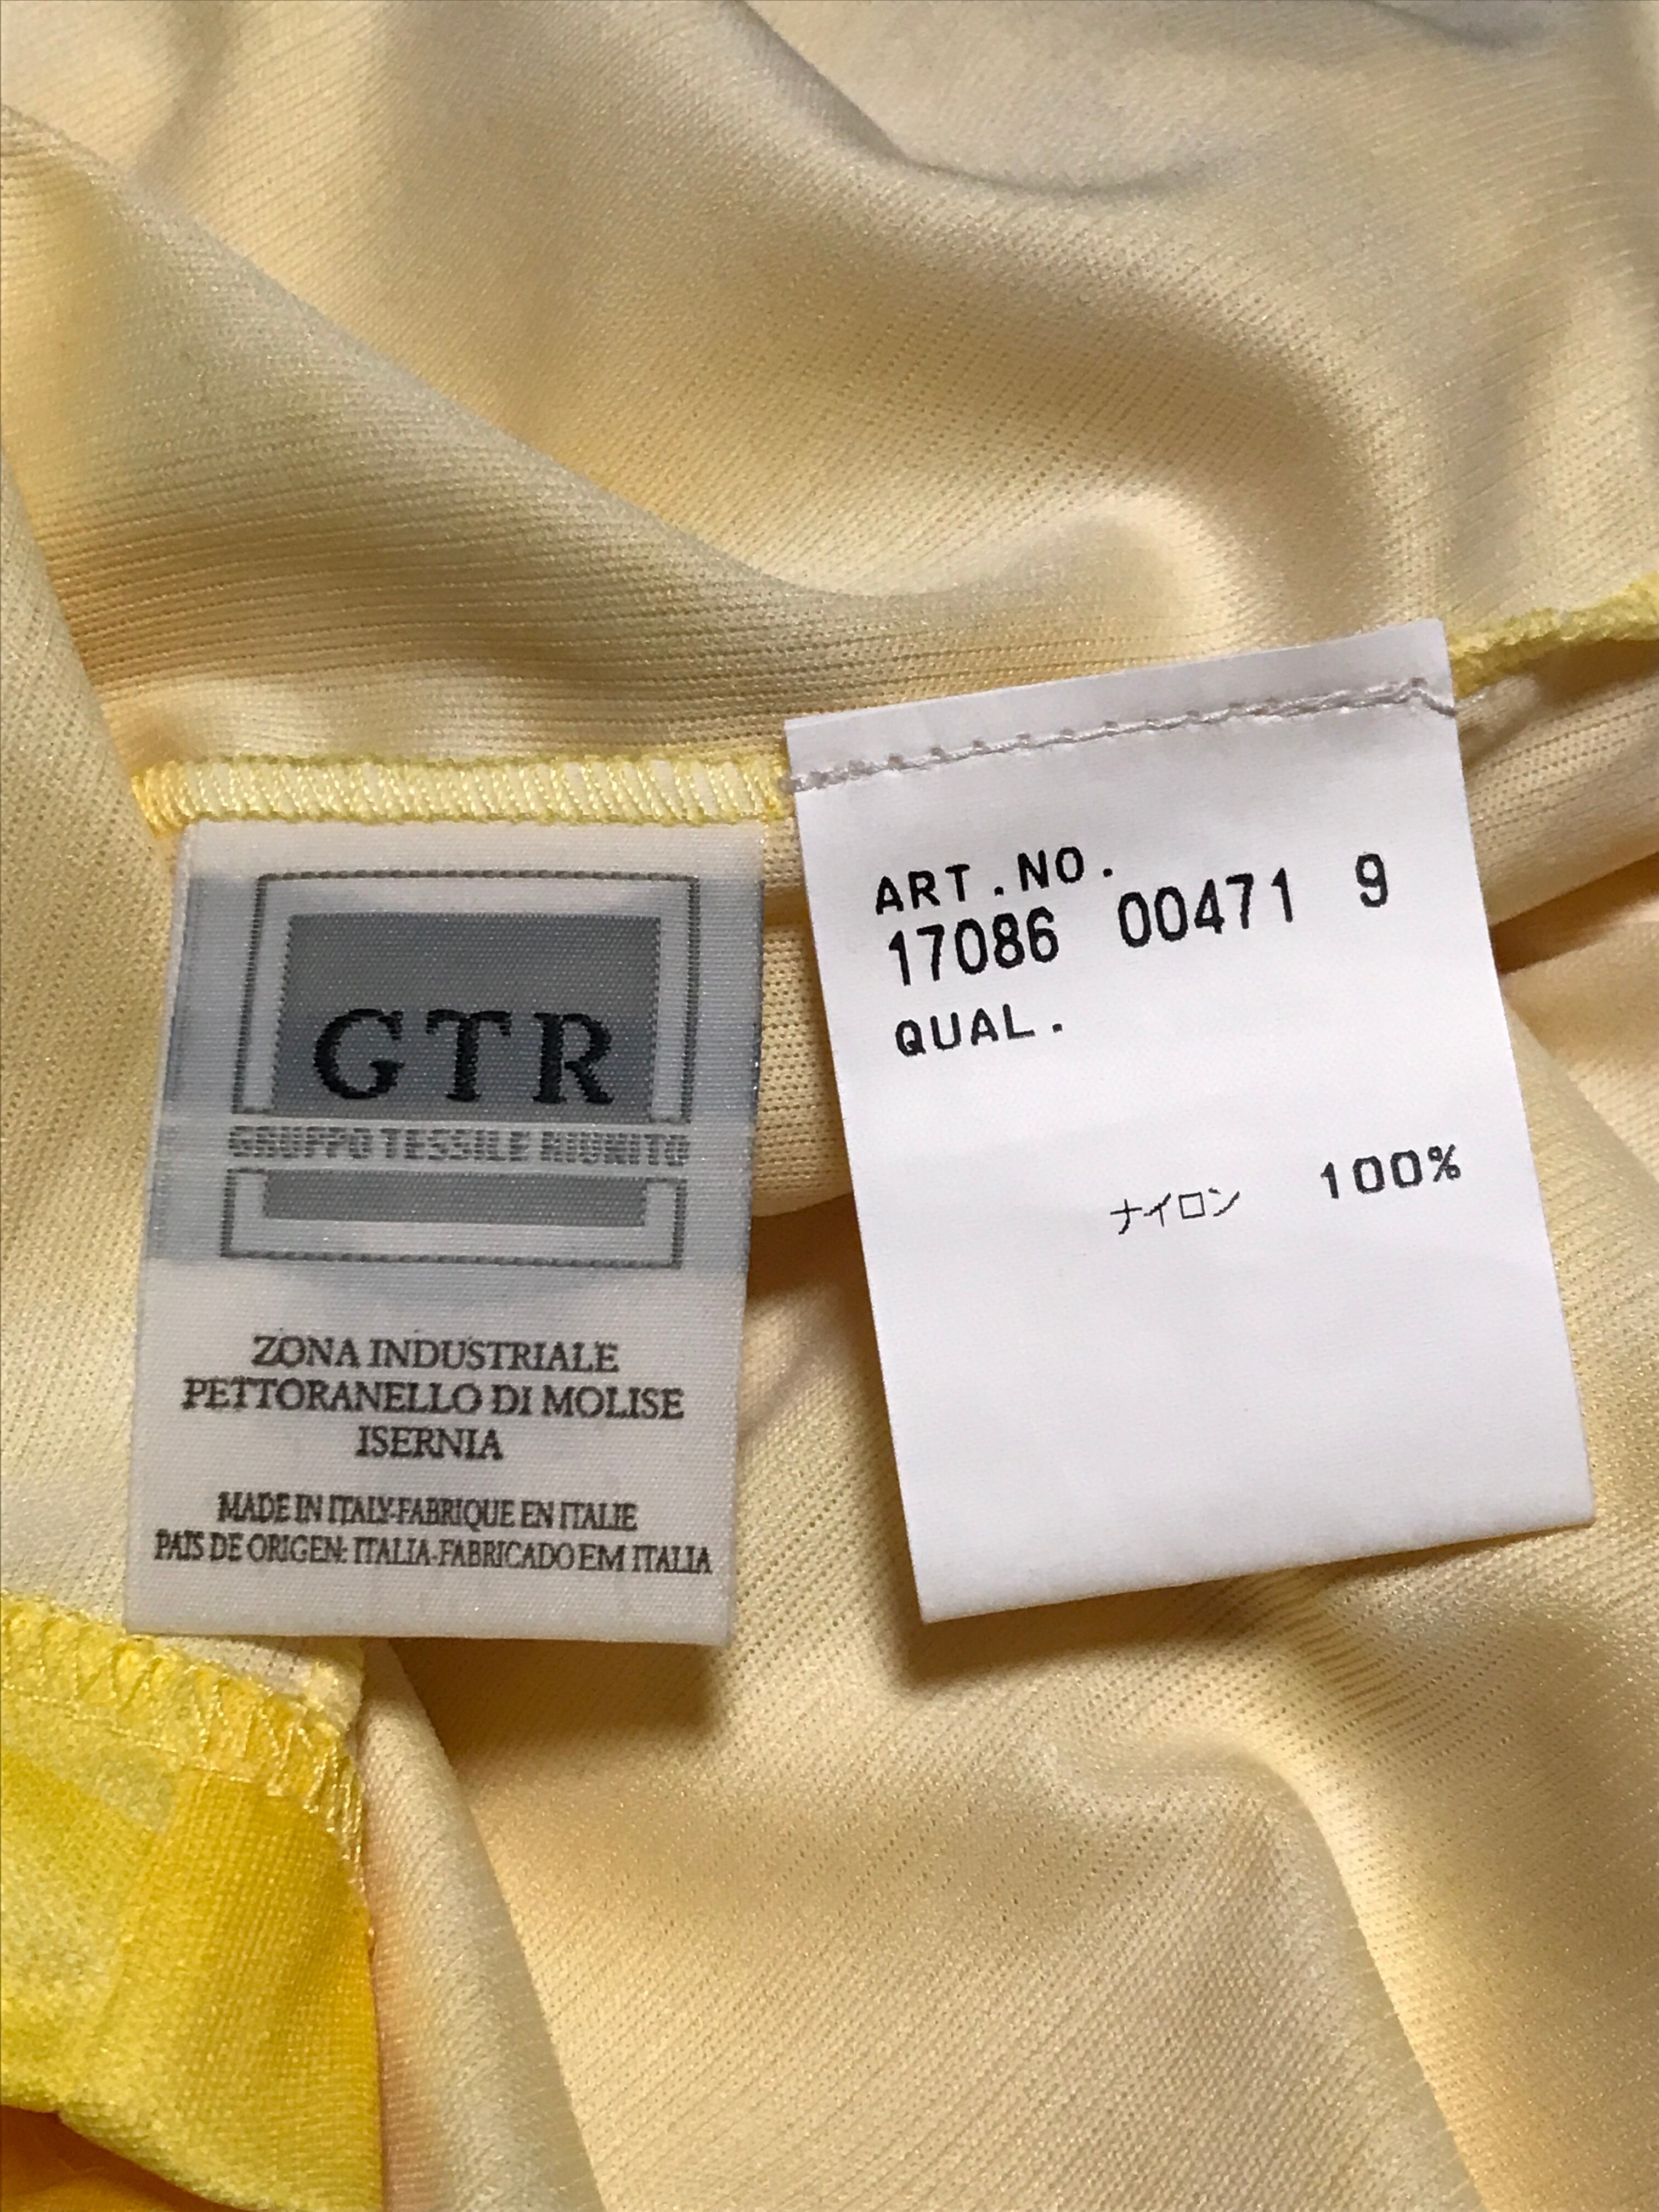 GTR
GRUPPO TESSILE RIUNITO
ZONA INDUSTRIALE
PETTORANELLO DI MOLISE
ISERNIA
MADE IN ITALY-FABRIQUE EN ITALIE
PAIS DE ORIGEN: ITALIA-FABRICADO EM ITALIA
ART.NO.
17086 00471 9
QUAL.
ナイロン 100%